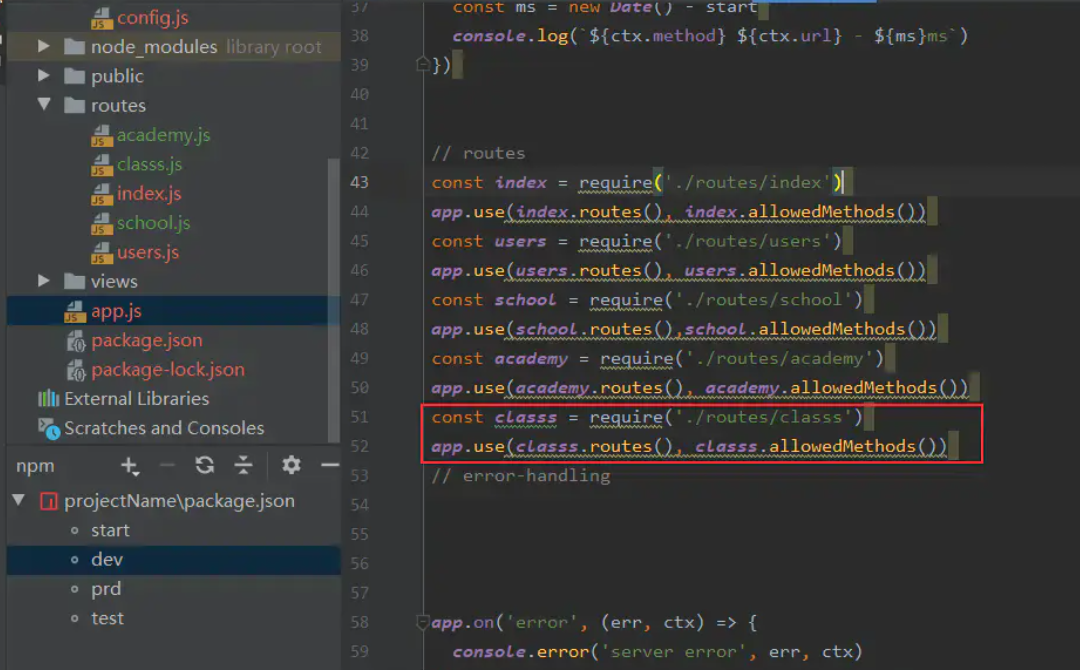 config.js
node_modules library root
public
routes
academy.js
classs.js
index.js
school.js
users.js
views
app.js
package.json
package-lock.json
External Libraries
Scratches and Consoles
npm
projectName\package.json
start
dev
prd
test
37 const ms = new Date() - start
38 console.log(`${ctx.method} ${ctx.url} - ${ms}ms`)
39 })
40
41
42 // routes
43 const index = require('./routes/index')
44 app.use(index.routes(), index.allowedMethods())
45 const users = require('./routes/users')
46 app.use(users.routes(), users.allowedMethods())
47 const school = require('./routes/school')
48 app.use(school.routes(),school.allowedMethods())
49 const academy = require('./routes/academy')
50 app.use(academy.routes(), academy.allowedMethods())
51 const classs = require('./routes/classs')
52 app.use(classs.routes(), classs.allowedMethods())
53 // error-handling
54
55
56
57
58 app.on('error', (err, ctx) => {
59 console.error('server error', err, ctx)